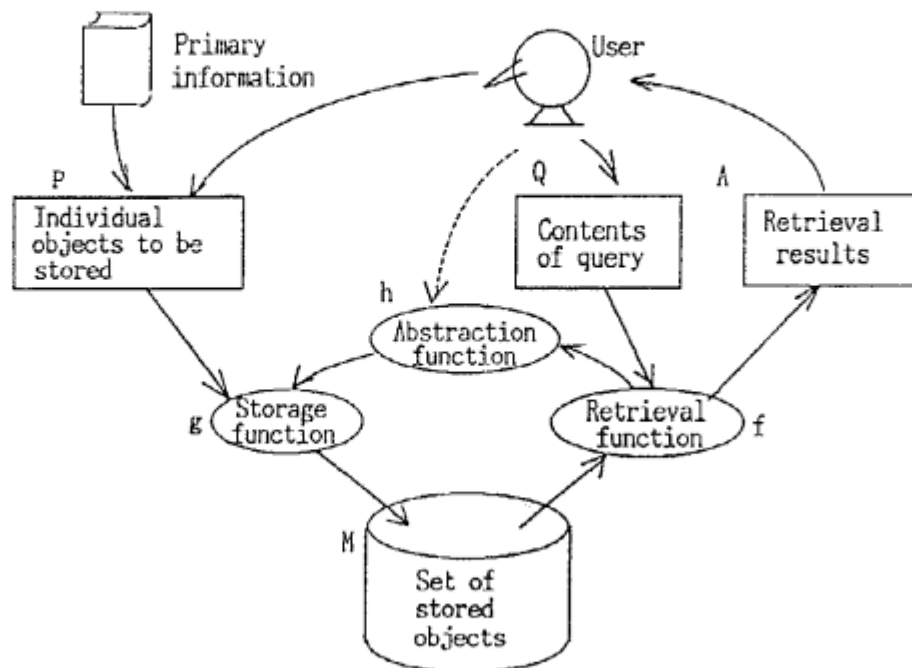 Primary
information
User
P
Individual
objects to be
stored
Q
Contents
of query
A
Retrieval
results
h
Abstraction
function
g
Storage
function
Retrieval
function
f
M
Set of
stored
objects